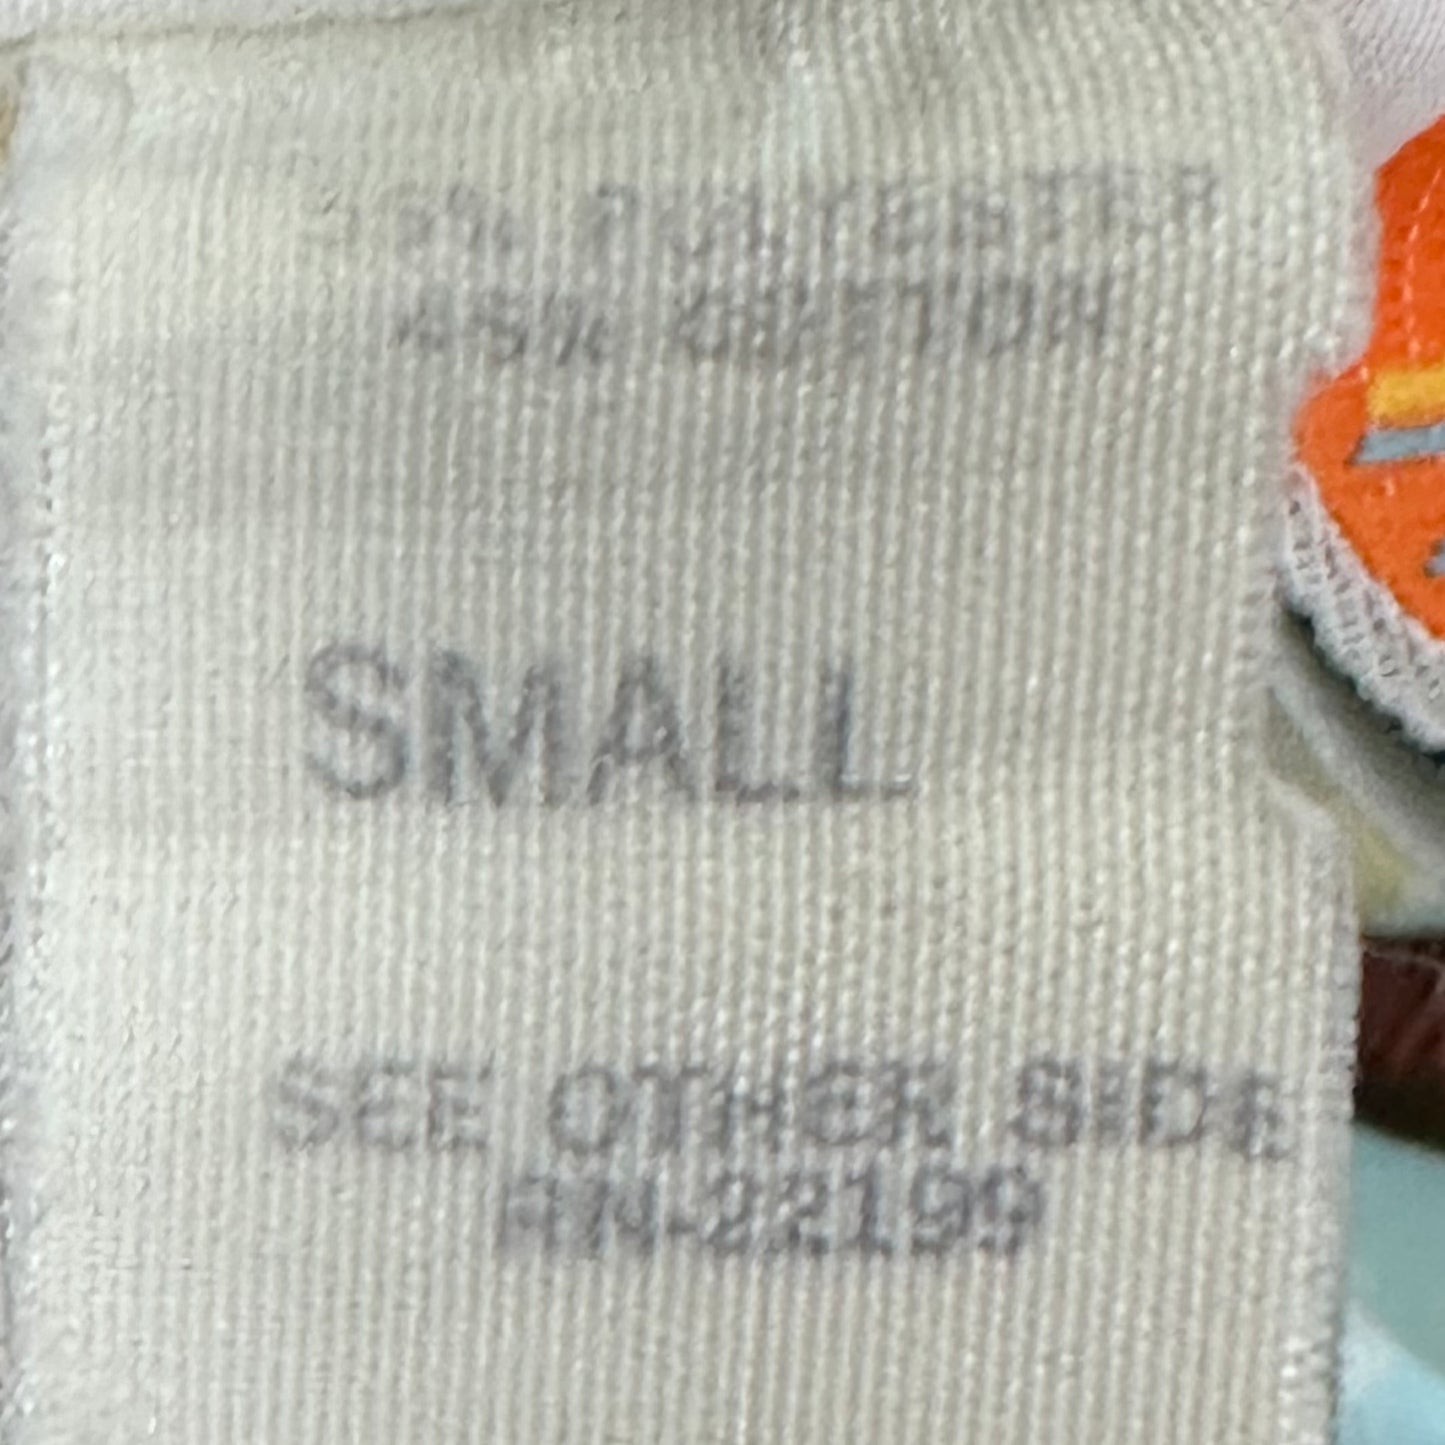 POLYESTER
45% COTTON
SMALL
SEE OTHER SIDE
RN-22199